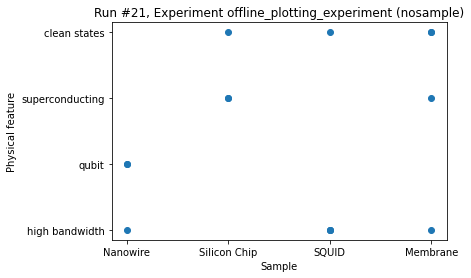 Run #21, Experiment offline_plotting_experiment (nosample)
clean states
superconducting
qubit
high bandwidth
Physical feature
Nanowire Silicon Chip SQUID Membrane
Sample